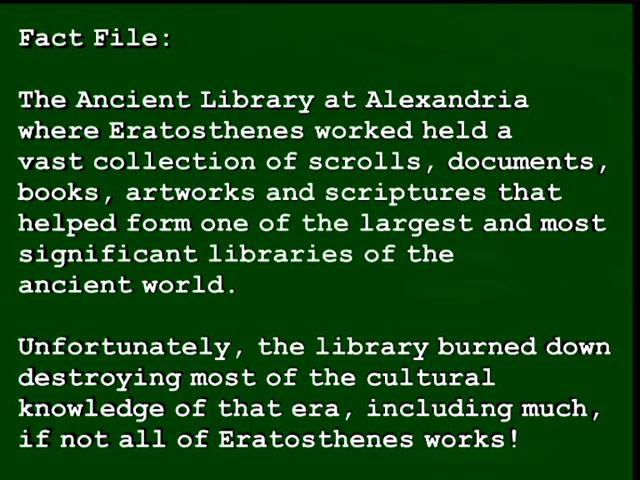 Fact File:
The Ancient Library at Alexandria
where Eratosthenes worked held a
vast collection of scrolls, documents,
books, artworks and scriptures that
helped form one of the largest and most
significant libraries of the
ancient world.
Unfortunately, the library burned down
destroying most of the cultural
knowledge of that era, including much,
if not all of Eratosthenes works!